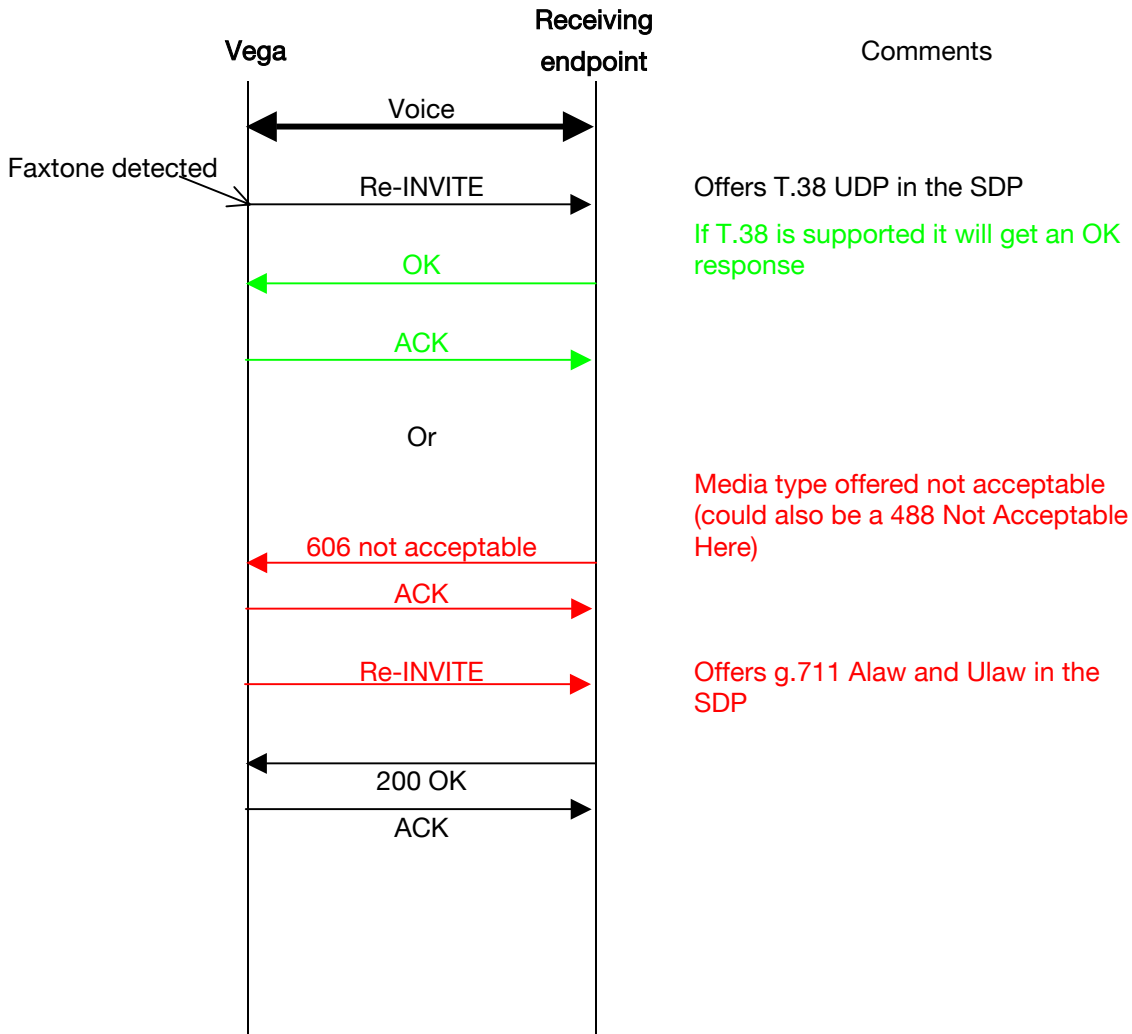 Vega
Receiving
endpoint
Comments
Voice
Faxtone detected
Re-INVITE
Offers T.38 UDP in the SDP
If T.38 is supported it will get an OK
response
OK
ACK
Or
Media type offered not acceptable
(could also be a 488 Not Acceptable
Here)
606 not acceptable
ACK
Re-INVITE
Offers g.711 Alaw and Ulaw in the
SDP
200 OK
ACK